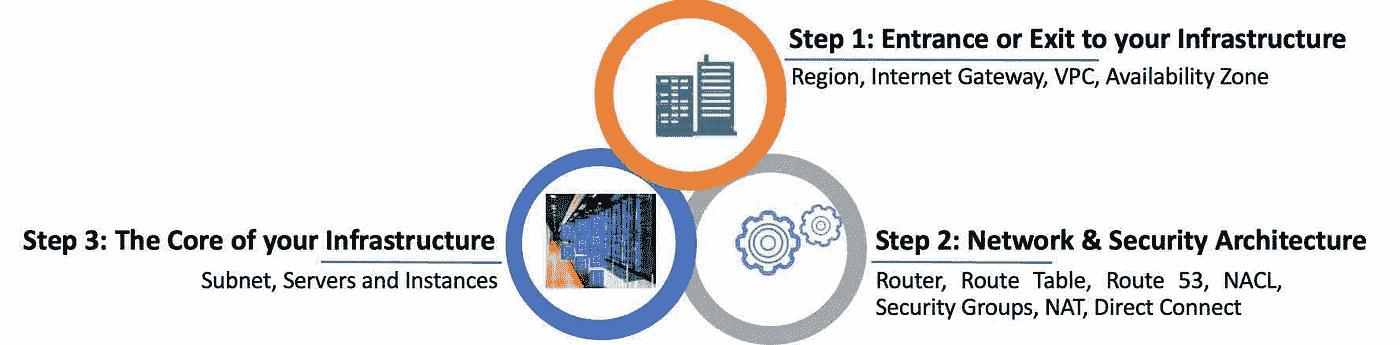 Step 1: Entrance or Exit to your Infrastructure
Region, Internet Gateway, VPC, Availability Zone
Step 2: Network & Security Architecture
Router, Route Table, Route 53, NACL,
Security Groups, NAT, Direct Connect
Step 3: The Core of your Infrastructure
Subnet, Servers and Instances